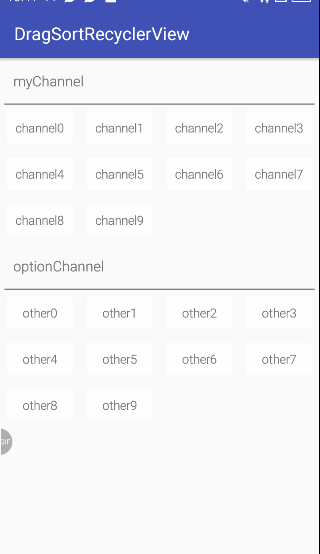 DragSortRecyclerView
myChannel
channel0 channel1 channel2 channel3
channel4 channel5 channel6 channel7
channel8 channel9
optionChannel
other0 other1 other2 other3
other4 other5 other6 other7
other8 other9
GIF